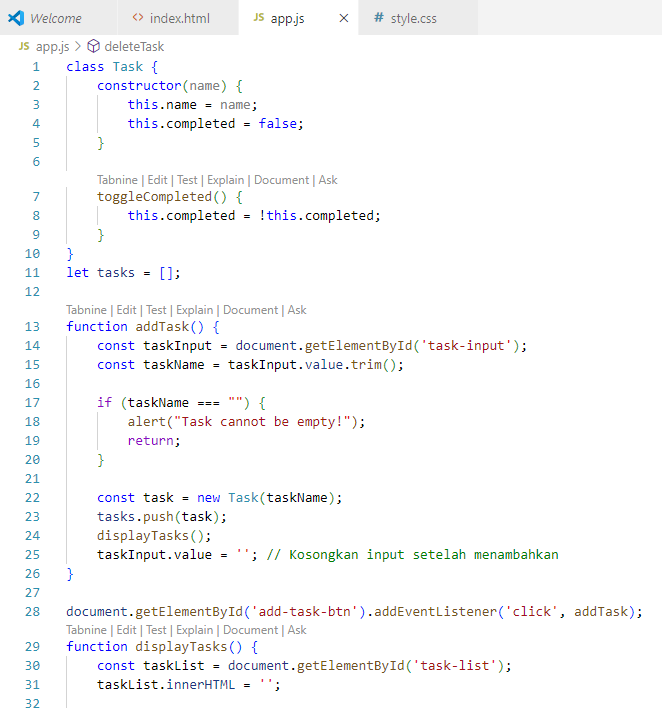 Welcome <> index.html JS app.js × # style.css
JS app.js > deleteTask
1 class Task {
2 constructor(name) {
3 this.name = name;
4 this.completed = false;
5 }
6
Tabnine | Edit | Test | Explain | Document | Ask
7 toggleCompleted() {
8 this.completed = !this.completed;
9 }
10 }
11 let tasks = [];
12
Tabnine | Edit | Test | Explain | Document | Ask
13 function addTask() {
14 const taskInput = document.getElementById('task-input');
15 const taskName = taskInput.value.trim();
16
17 if (taskName === "") {
18 alert("Task cannot be empty!");
19 return;
20 }
21
22 const task = new Task(taskName);
23 tasks.push(task);
24 displayTasks();
25 taskInput.value = ''; // Kosongkan input setelah menambahkan
26 }
27
28 document.getElementById('add-task-btn').addEventListener('click', addTask);
Tabnine | Edit | Test | Explain | Document | Ask
29 function displayTasks() {
30 const taskList = document.getElementById('task-list');
31 taskList.innerHTML = '';
32